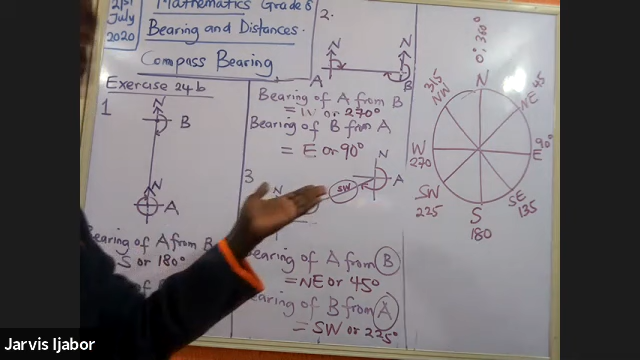 21st
July
2020
Mathematics Grade 6
Bearing and Distances.
Compass Bearing
Exercise 24b
1
N
B
N
A
Bearing of A from B
S or 180°
2.
N
N
A
B
Bearing of A from B
= W or 270°
Bearing of B from A
= E or 90°
3
N
N
SW
A
Bearing of A from B
= NE or 45°
Bearing of B from A
= SW or 225°
0°, 360°
N
315
NW
45
NE
W
270
90°
E
SW
225
SE
135
S
180
Jarvis Ijabor